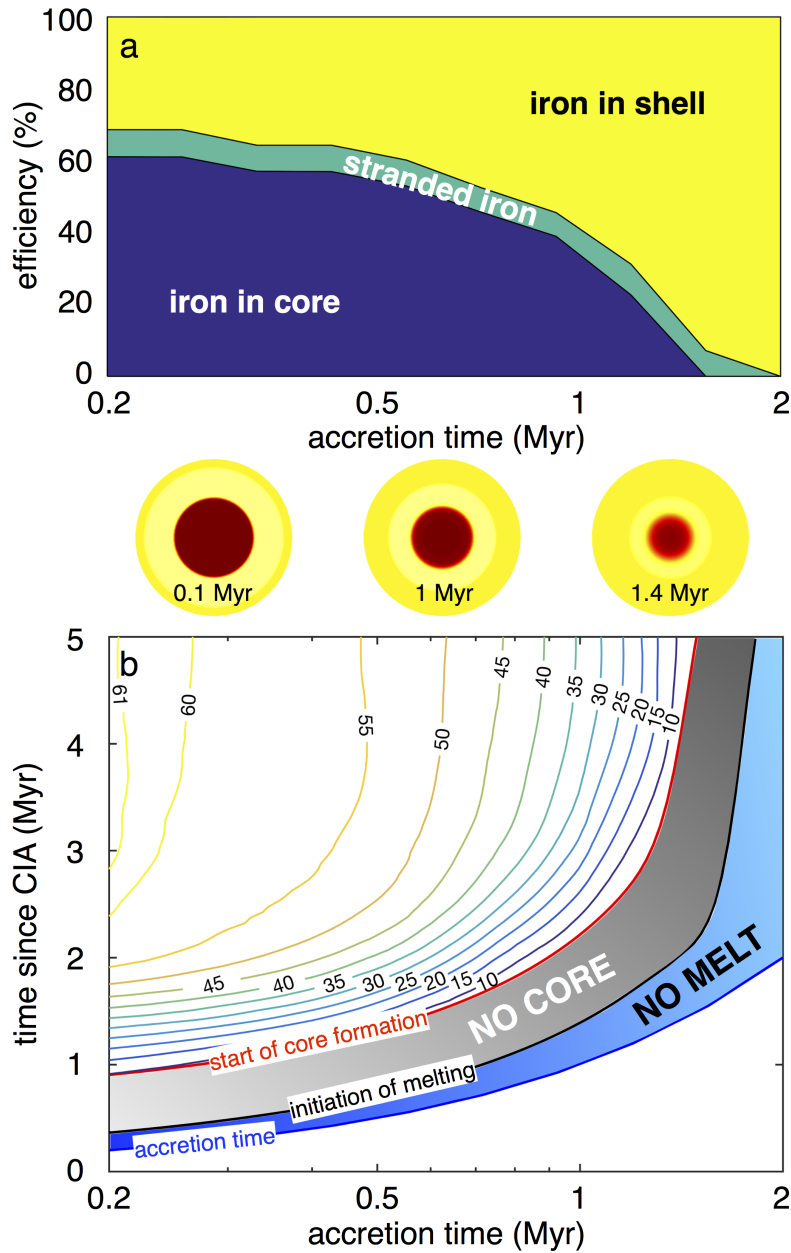 100
a
80
iron in shell
60
stranded iron
efficiency (%)
40
iron in core
20
0
0.2 0.5 1 2
accretion time (Myr)
0.1 Myr 1 Myr 1.4 Myr
5
b
61 60 55 50 45 40 35 30 25 20 15 10
4
time since CIA (Myr)
3
2
45 40 35 30 25 20 15 10
NO CORE
NO MELT
start of core formation
1
initiation of melting
accretion time
0
0.2 0.5 1 2
accretion time (Myr)